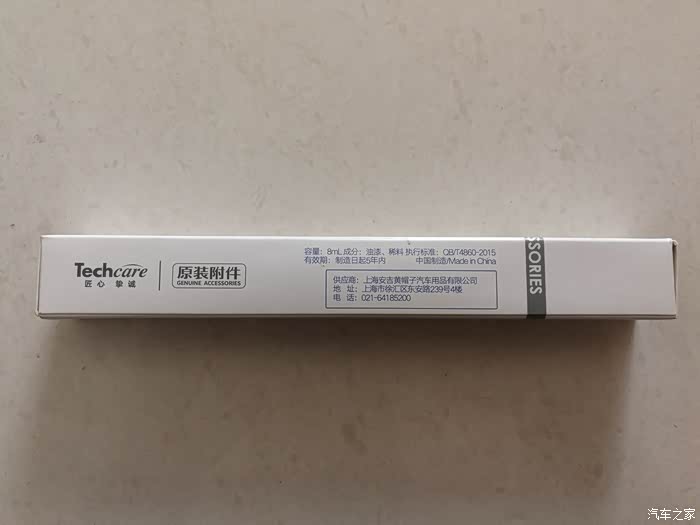 Techcare
匠心 挚诚
原装附件
GENUINE ACCESSORIES
容量：8mL 成分：油漆、稀料 执行标准：QB/T4860-2015
有效期：制造日起5年内 中国制造/Made in China
供应商：上海安吉黄帽子汽车用品有限公司
地 址：上海市徐汇区东安路239号4楼
电 话：021-64185200
SSORIES
汽车之家